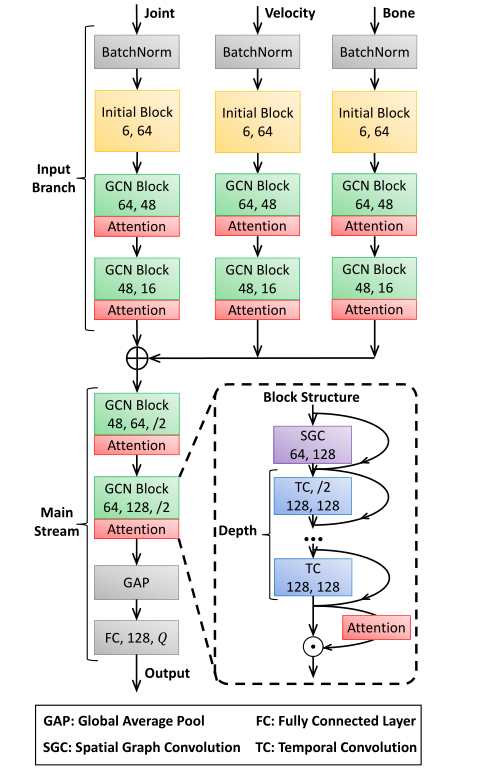 Joint
Velocity
Bone
BatchNorm
BatchNorm
BatchNorm
Initial Block
6, 64
Initial Block
6, 64
Initial Block
6, 64
Input
Branch
GCN Block
64, 48
Attention
GCN Block
64, 48
Attention
GCN Block
64, 48
Attention
GCN Block
48, 16
Attention
GCN Block
48, 16
Attention
GCN Block
48, 16
Attention
Main
Stream
GCN Block
48, 64, /2
Attention
GCN Block
64, 128, /2
Attention
GAP
FC, 128, Q
Output
Block Structure
SGC
64, 128
Depth
TC, /2
128, 128
...
TC
128, 128
Attention
GAP: Global Average Pool
FC: Fully Connected Layer
SGC: Spatial Graph Convolution
TC: Temporal Convolution